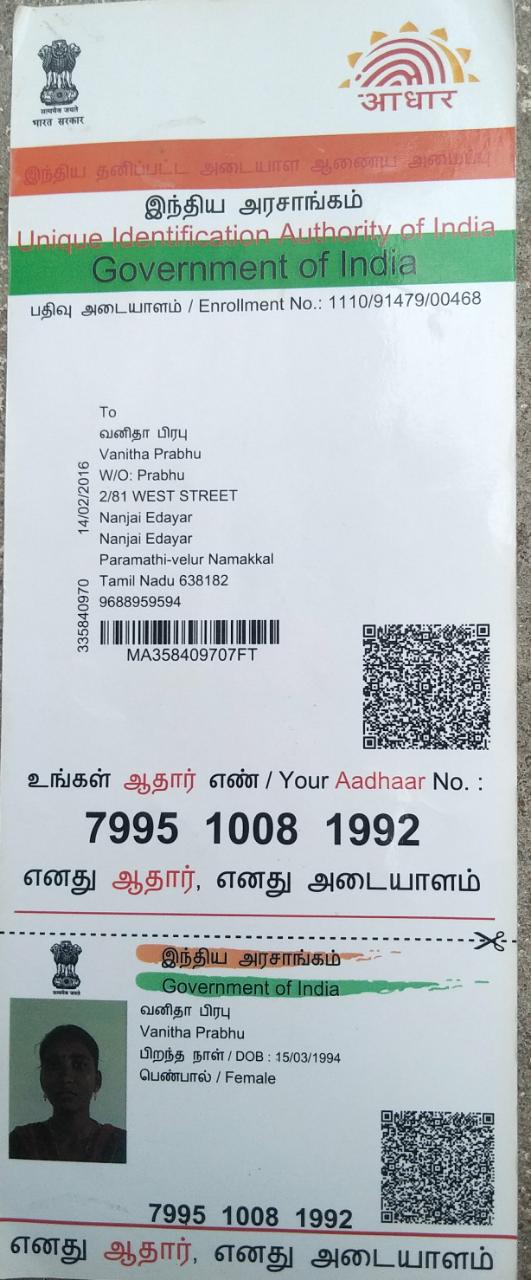 सत्यमेव जयते
भारत सरकार
आधार
இந்திய தனிப்பட்ட அடையாள ஆணைய அமைப்பு
இந்திய அரசாங்கம்
Unique Identification Authority of India
Government of India
பதிவு அடையாளம் / Enrollment No.: 1110/91479/00468
To
வனிதா பிரபு
Vanitha Prabhu
W/O: Prabhu
2/81 WEST STREET
Nanjai Edayar
Nanjai Edayar
Paramathi-velur Namakkal
Tamil Nadu 638182
9688959594
14/02/2016
335840970
MA358409707FT
உங்கள் ஆதார் எண் / Your Aadhaar No. :
7995 1008 1992
எனது ஆதார், எனது அடையாளம்
இந்திய அரசாங்கம்
Government of India
வனிதா பிரபு
Vanitha Prabhu
பிறந்த நாள் / DOB : 15/03/1994
பெண்பால் / Female
7995 1008 1992
எனது ஆதார், எனது அடையாளம்